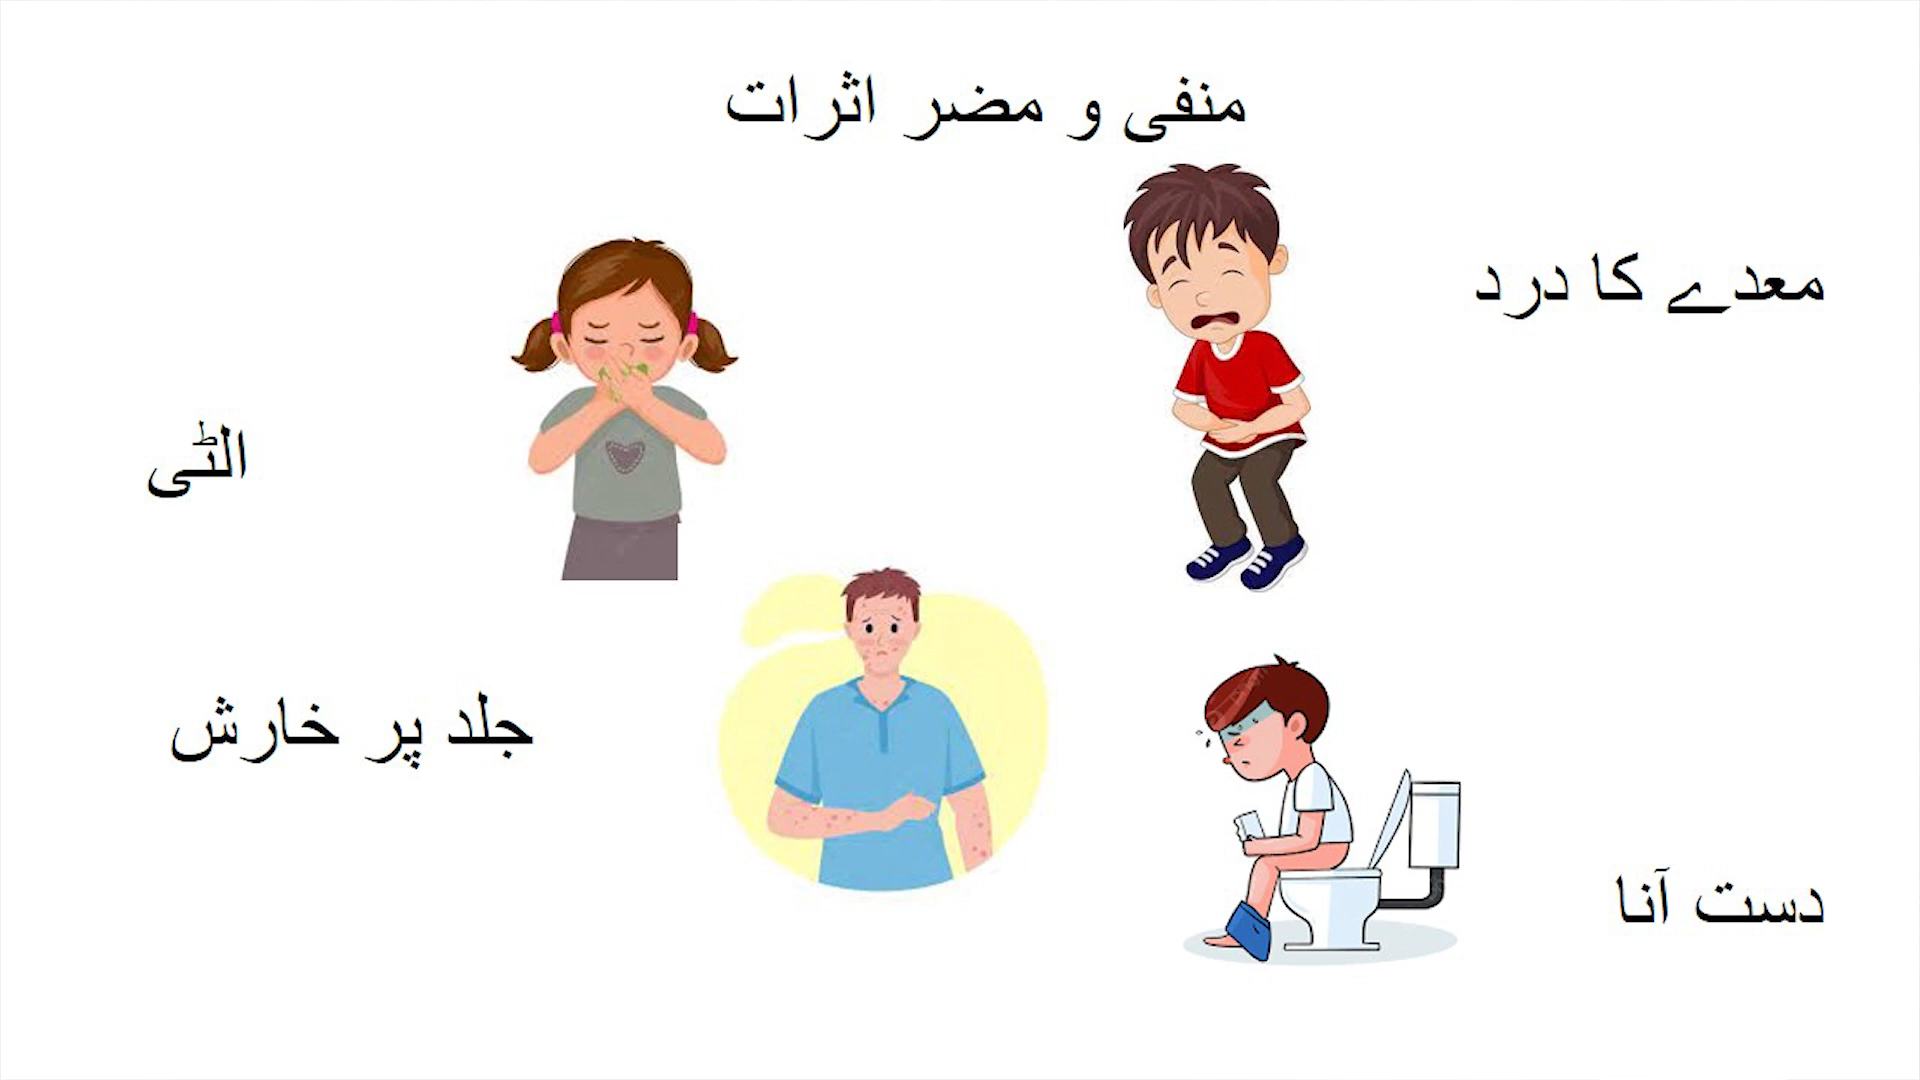 منفی و مضر اثرات
معدے کا درد
الٹی
جلد پر خارش
دست آنا